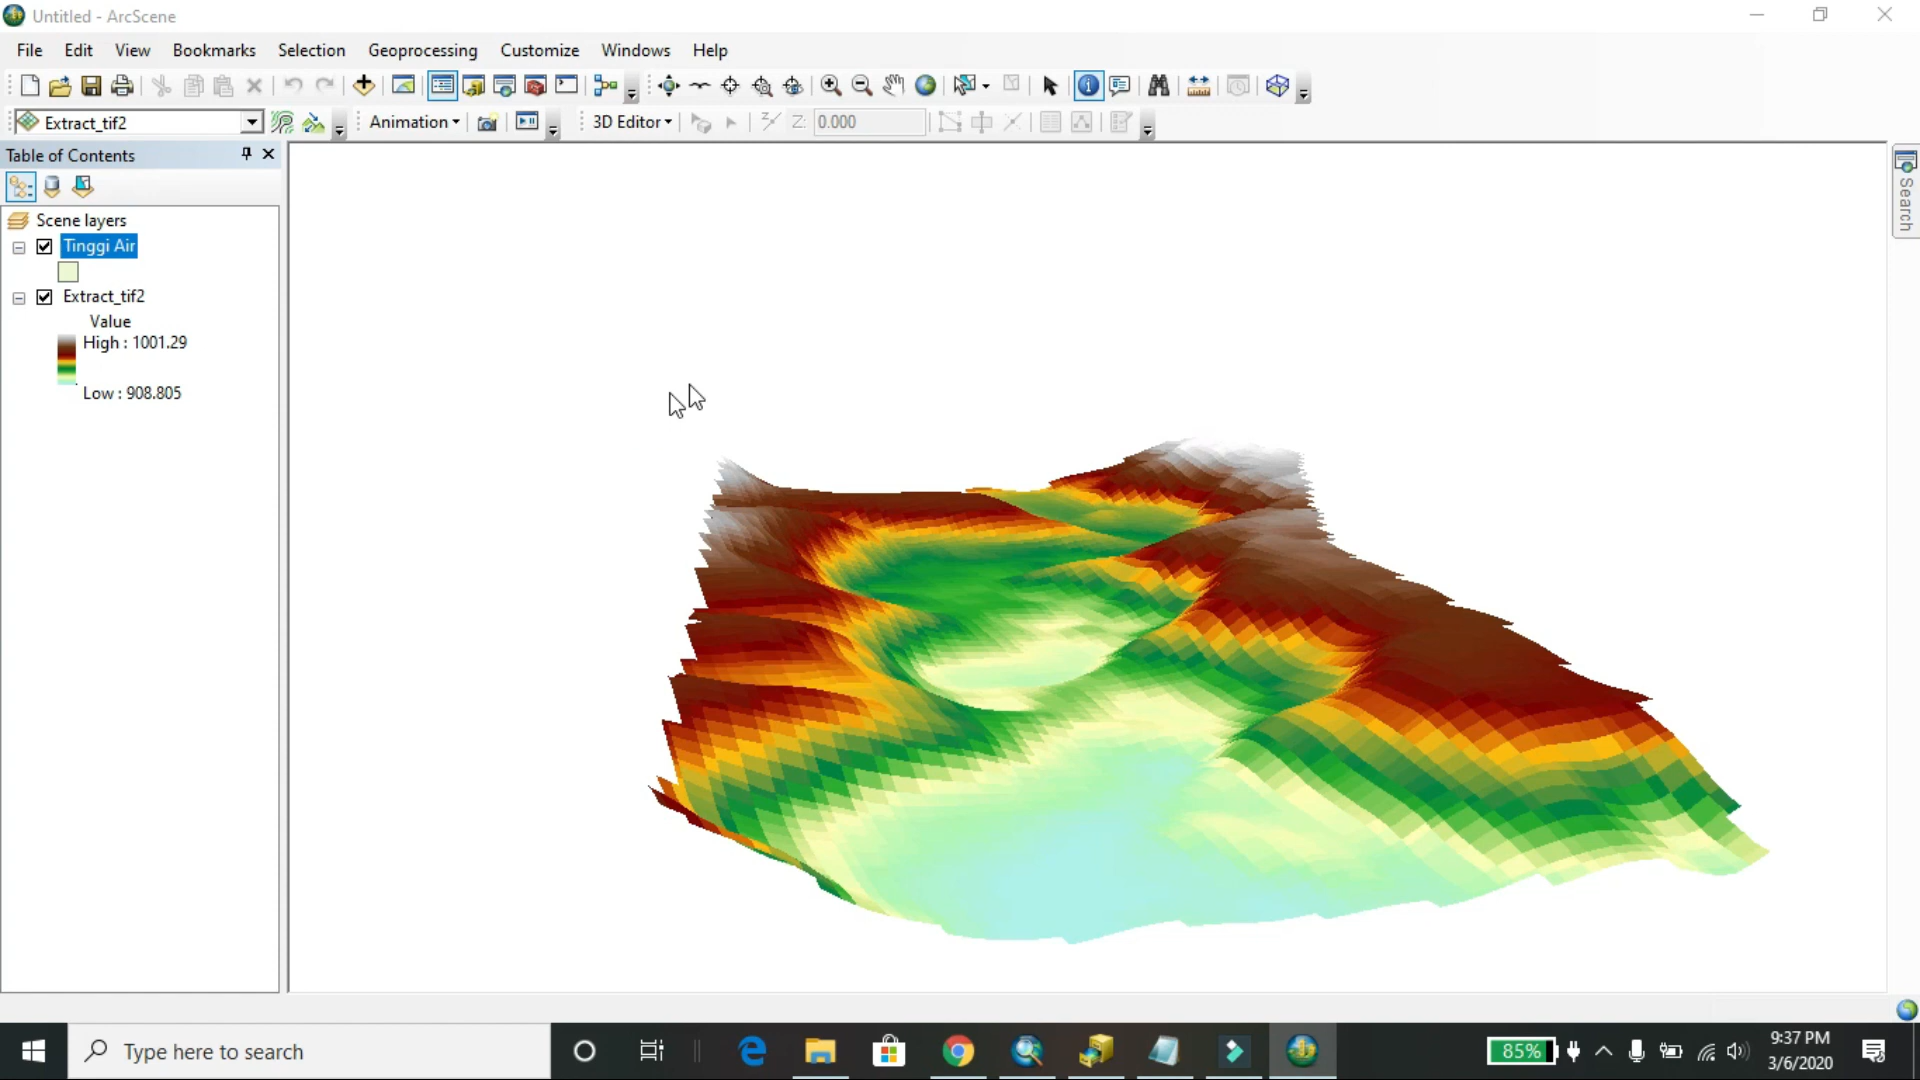 Untitled - ArcScene
File Edit View Bookmarks Selection Geoprocessing Customize Windows Help
Extract_tif2 Animation 3D Editor Z: 0.000
Table of Contents
Scene layers
Tinggi Air
Extract_tif2
Value
High : 1001.29
Low : 908.805
Search
Type here to search
85%
9:37 PM
3/6/2020